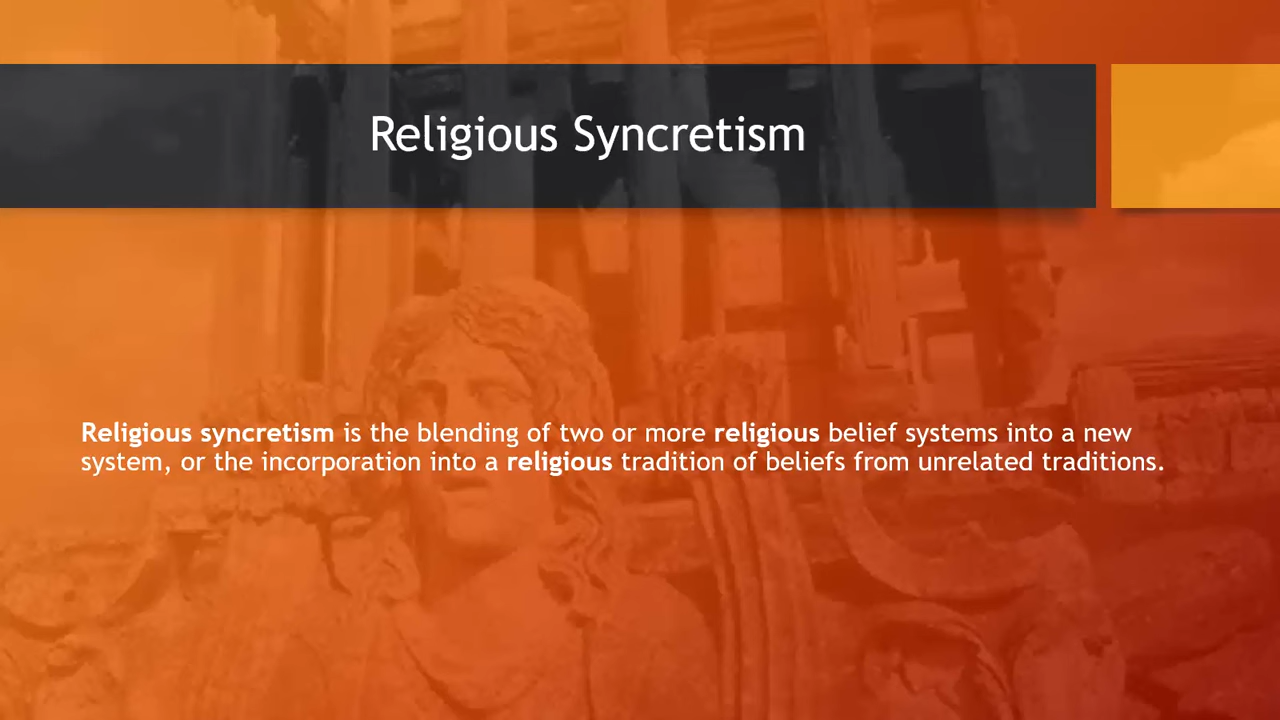 Religious Syncretism
Religious syncretism is the blending of two or more religious belief systems into a new
system, or the incorporation into a religious tradition of beliefs from unrelated traditions.